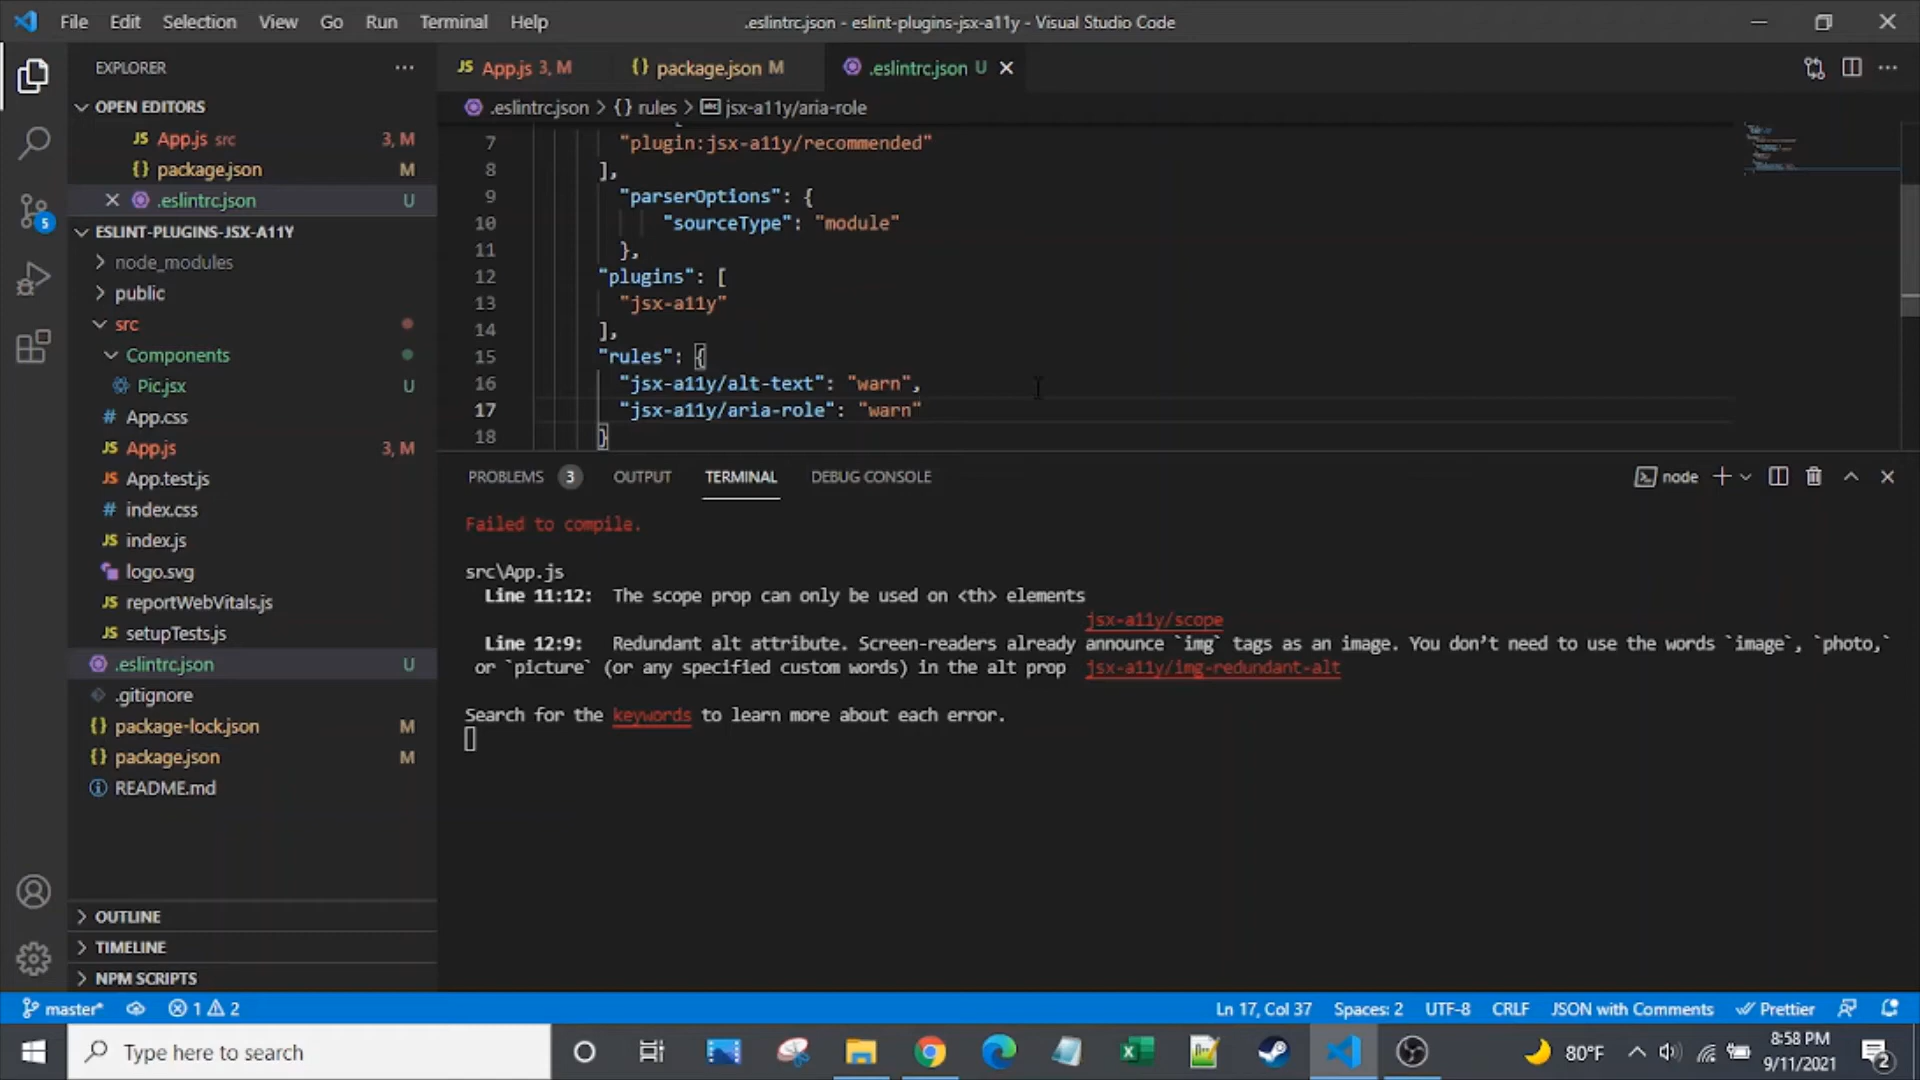 File Edit Selection View Go Run Terminal Help
.eslintrc.json - eslint-plugins-jsx-a11y - Visual Studio Code
EXPLORER
OPEN EDITORS
JS App.js src 3, M
{} package.json M
.eslintrc.json U
ESLINT-PLUGINS-JSX-A11Y
node_modules
public
src
Components
Pic.jsx U
# App.css
JS App.js 3, M
JS App.test.js
# index.css
JS index.js
logo.svg
JS reportWebVitals.js
JS setupTests.js
.eslintrc.json U
.gitignore
{} package-lock.json M
{} package.json M
README.md
OUTLINE
TIMELINE
NPM SCRIPTS
JS App.js 3, M {} package.json M .eslintrc.json U
.eslintrc.json > {} rules > jsx-a11y/aria-role
7 "plugin:jsx-a11y/recommended"
8 ],
9 "parserOptions": {
10 "sourceType": "module"
11 },
12 "plugins": [
13 "jsx-a11y"
14 ],
15 "rules": {
16 "jsx-a11y/alt-text": "warn",
17 "jsx-a11y/aria-role": "warn"
18 }
PROBLEMS 3 OUTPUT TERMINAL DEBUG CONSOLE node
Failed to compile.
src\App.js
Line 11:12: The scope prop can only be used on <th> elements
jsx-a11y/scope
Line 12:9: Redundant alt attribute. Screen-readers already announce `img` tags as an image. You don't need to use the words `image`, `photo,`
or `picture` (or any specified custom words) in the alt prop jsx-a11y/img-redundant-alt
Search for the keywords to learn more about each error.
5
master* 1 2
Ln 17, Col 37 Spaces: 2 UTF-8 CRLF JSON with Comments Prettier
Type here to search
80°F
8:58 PM
9/11/2021
2